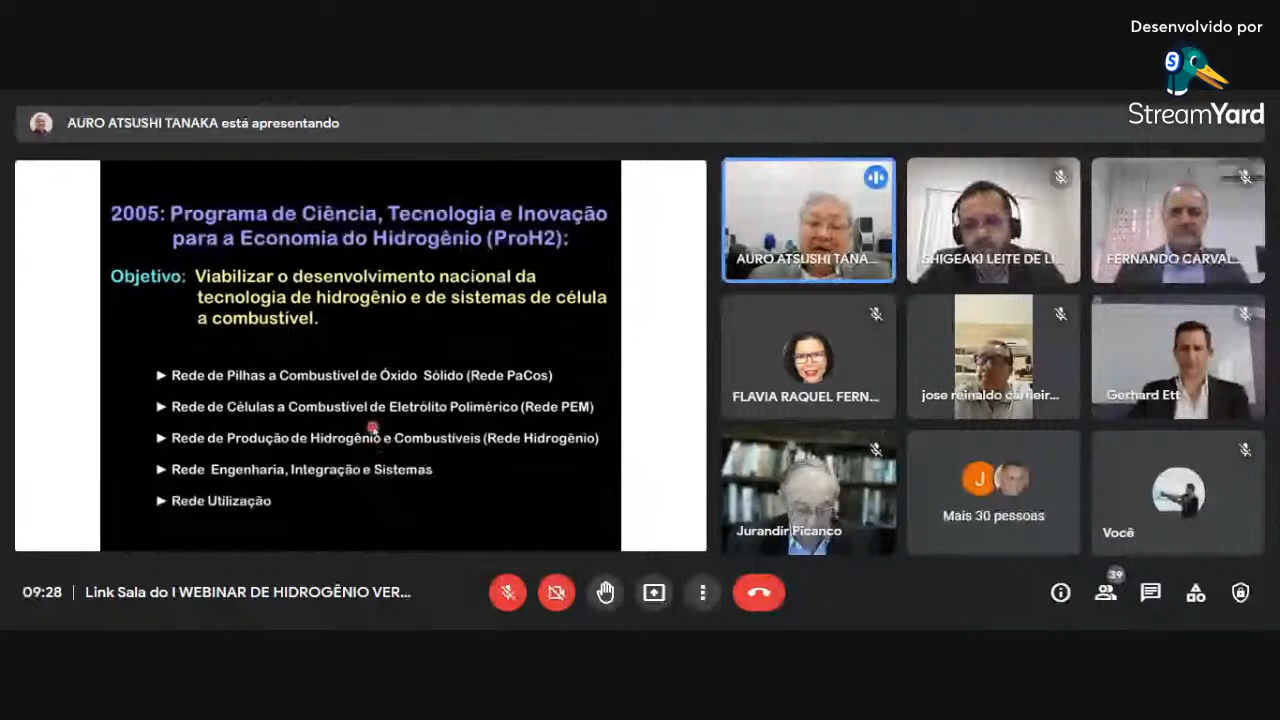 Desenvolvido por
StreamYard
AURO ATSUSHI TANAKA está apresentando
2005: Programa de Ciência, Tecnologia e Inovação
para a Economia do Hidrogênio (ProH2):
Objetivo: Viabilizar o desenvolvimento nacional da
tecnologia de hidrogênio e de sistemas de célula
a combustível.
► Rede de Pilhas a Combustível de Óxido Sólido (Rede PaCos)
► Rede de Células a Combustível de Eletrólito Polimérico (Rede PEM)
► Rede de Produção de Hidrogênio e Combustíveis (Rede Hidrogênio)
► Rede Engenharia, Integração e Sistemas
► Rede Utilização
AURO ATSUSHI TANA...
SHIGEAKI LEITE DE LI...
FERNANDO CARVAL...
FLAVIA RAQUEL FERN...
jose reinaldo carneir...
Gerhard Ett
Jurandir Picanco
J
Mais 30 pessoas
Você
09:28 | Link Sala do I WEBINAR DE HIDROGÊNIO VER...
39